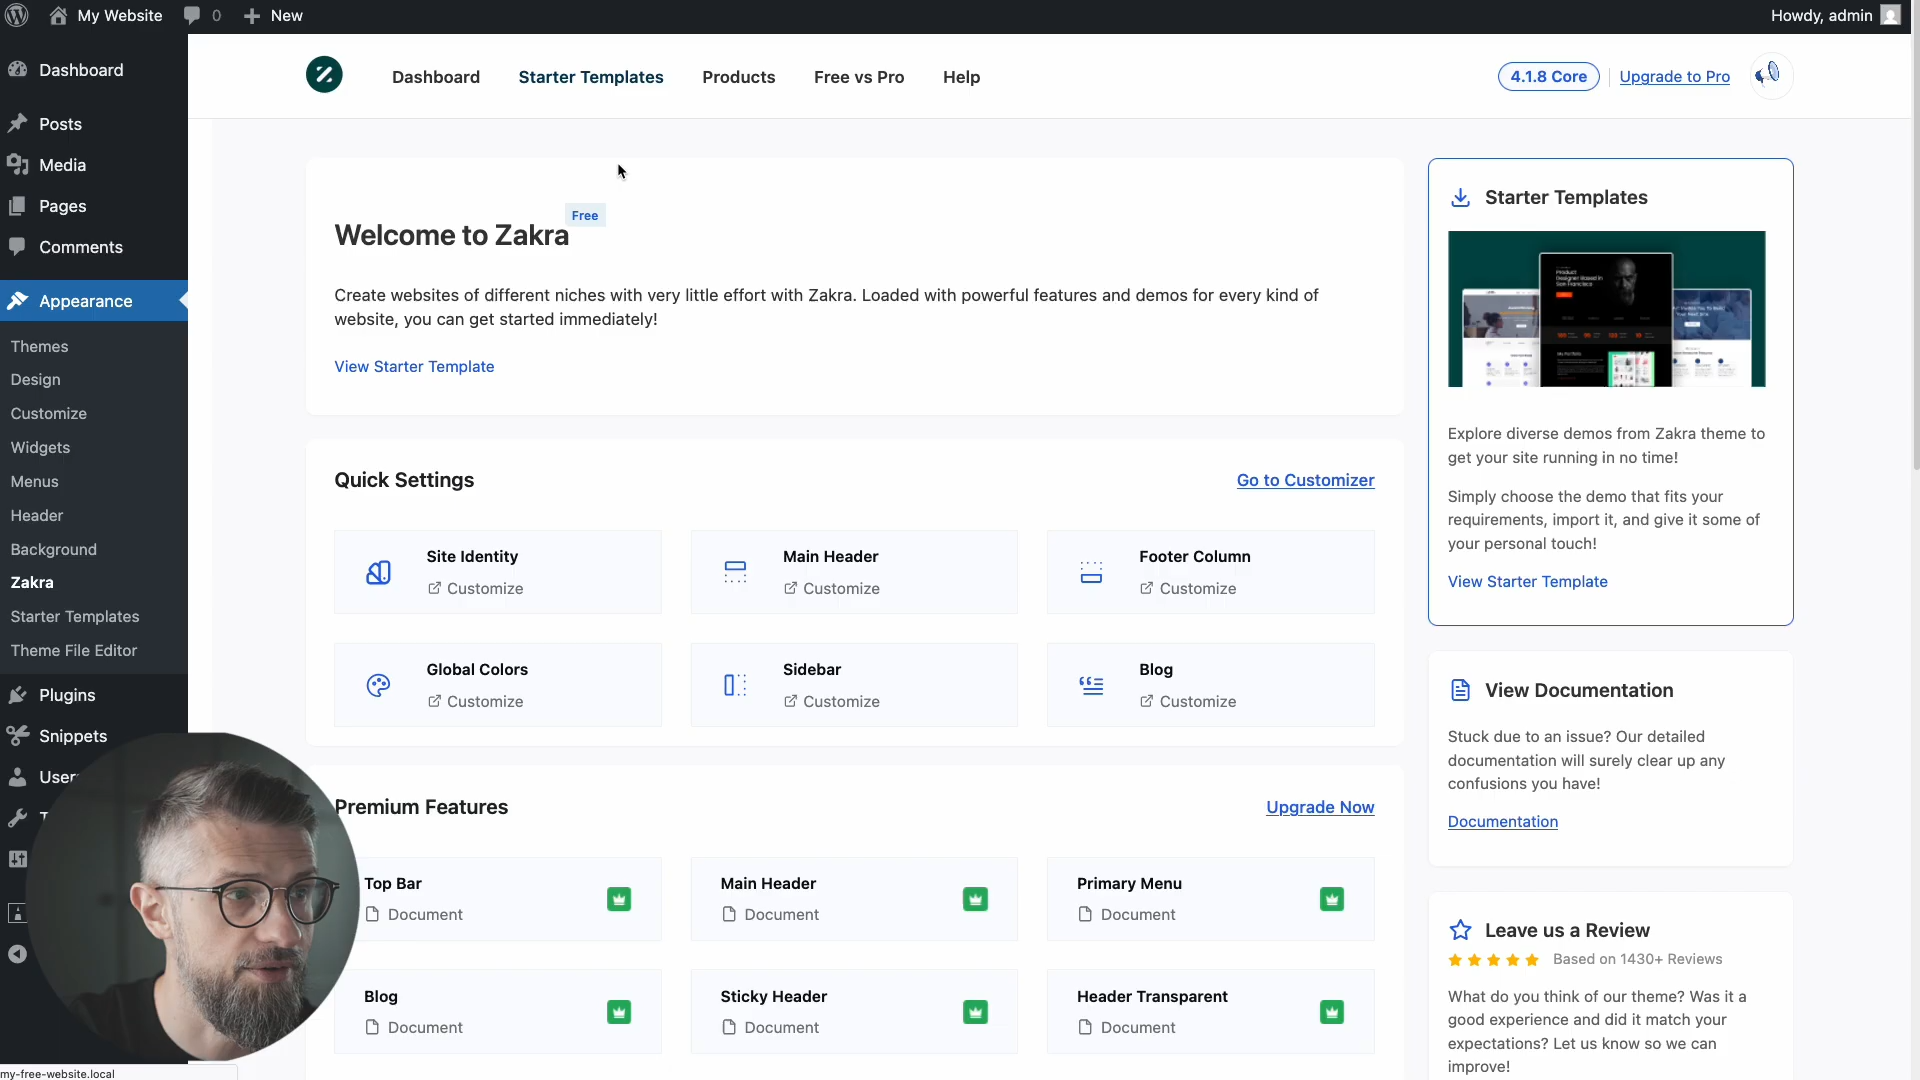 My Website
0
New
Howdy, admin
Dashboard
Posts
Media
Pages
Comments
Appearance
Themes
Design
Customize
Widgets
Menus
Header
Background
Zakra
Starter Templates
Theme File Editor
Plugins
Snippets
Dashboard
Starter Templates
Products
Free vs Pro
Help
4.1.8 Core
Upgrade to Pro
Free
Welcome to Zakra
Create websites of different niches with very little effort with Zakra. Loaded with powerful features and demos for every kind of
website, you can get started immediately!
View Starter Template
Quick Settings
Go to Customizer
Site Identity
Customize
Main Header
Customize
Footer Column
Customize
Global Colors
Customize
Sidebar
Customize
Blog
Customize
Premium Features
Upgrade Now
Top Bar
Document
Main Header
Document
Primary Menu
Document
Blog
Document
Sticky Header
Document
Header Transparent
Document
Starter Templates
Explore diverse demos from Zakra theme to
get your site running in no time!
Simply choose the demo that fits your
requirements, import it, and give it some of
your personal touch!
View Starter Template
View Documentation
Stuck due to an issue? Our detailed
documentation will surely clear up any
confusions you have!
Documentation
Leave us a Review
Based on 1430+ Reviews
What do you think of our theme? Was it a
good experience and did it match your
expectations? Let us know so we can
improve!
my-free-website.local